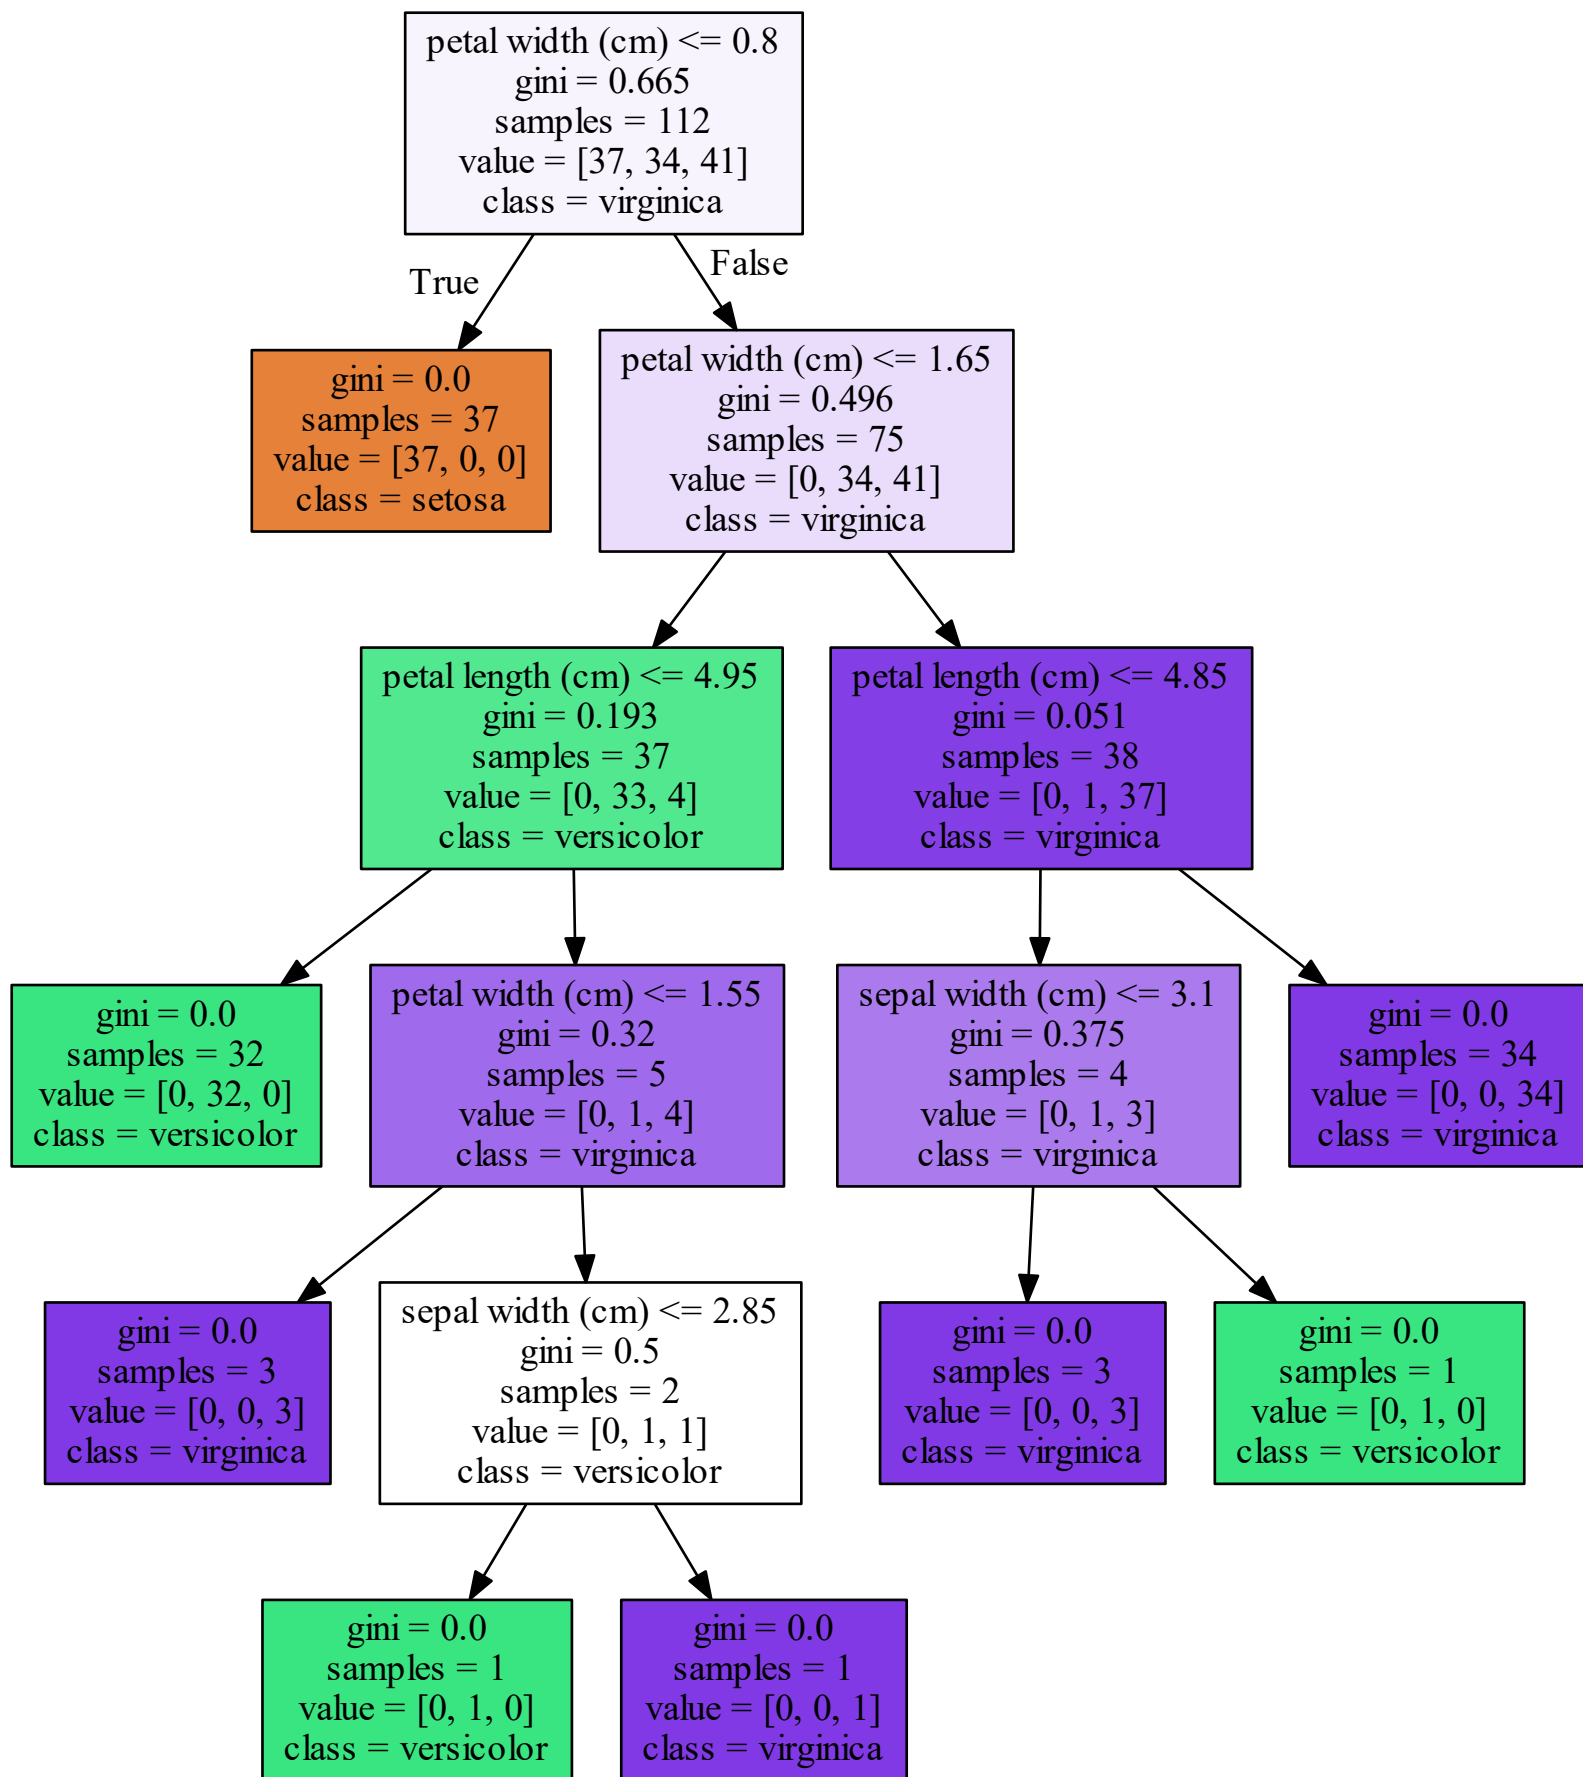 petal width (cm) <= 0.8
gini = 0.665
samples = 112
value = [37, 34, 41]
class = virginica
True
False
gini = 0.0
samples = 37
value = [37, 0, 0]
class = setosa
petal width (cm) <= 1.65
gini = 0.496
samples = 75
value = [0, 34, 41]
class = virginica
petal length (cm) <= 4.95
gini = 0.193
samples = 37
value = [0, 33, 4]
class = versicolor
petal length (cm) <= 4.85
gini = 0.051
samples = 38
value = [0, 1, 37]
class = virginica
gini = 0.0
samples = 32
value = [0, 32, 0]
class = versicolor
petal width (cm) <= 1.55
gini = 0.32
samples = 5
value = [0, 1, 4]
class = virginica
sepal width (cm) <= 3.1
gini = 0.375
samples = 4
value = [0, 1, 3]
class = virginica
gini = 0.0
samples = 34
value = [0, 0, 34]
class = virginica
gini = 0.0
samples = 3
value = [0, 0, 3]
class = virginica
sepal width (cm) <= 2.85
gini = 0.5
samples = 2
value = [0, 1, 1]
class = versicolor
gini = 0.0
samples = 3
value = [0, 0, 3]
class = virginica
gini = 0.0
samples = 1
value = [0, 1, 0]
class = versicolor
gini = 0.0
samples = 1
value = [0, 1, 0]
class = versicolor
gini = 0.0
samples = 1
value = [0, 0, 1]
class = virginica